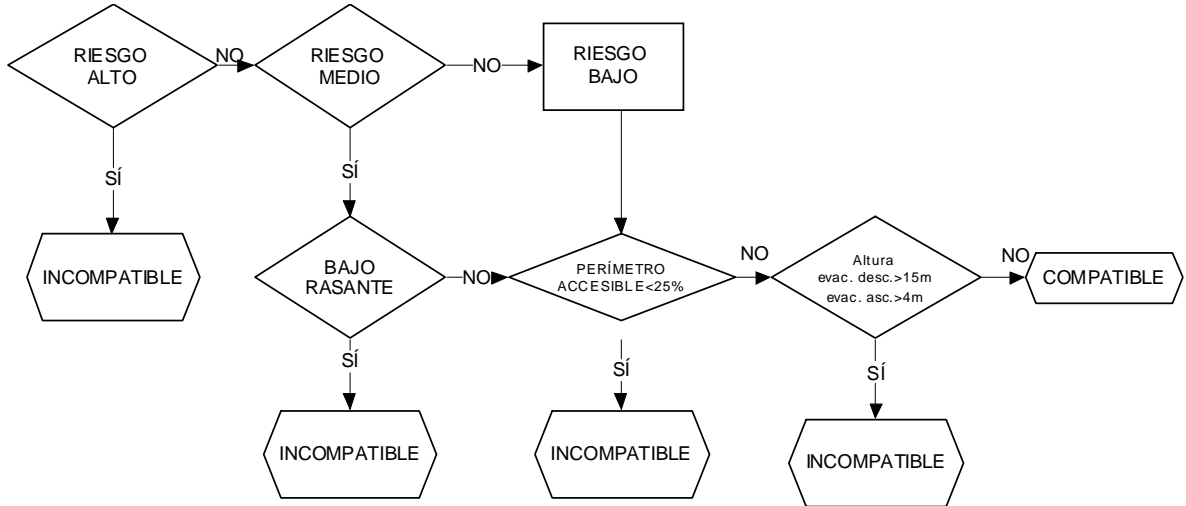 RIESGO
ALTO
NO
RIESGO
MEDIO
NO
RIESGO
BAJO
SÍ
SÍ
INCOMPATIBLE
BAJO
RASANTE
NO
PERÍMETRO
ACCESIBLE<25%
NO
Altura
evac. desc.>15m
evac. asc.>4m
NO
COMPATIBLE
SÍ
SÍ
SÍ
INCOMPATIBLE
INCOMPATIBLE
INCOMPATIBLE